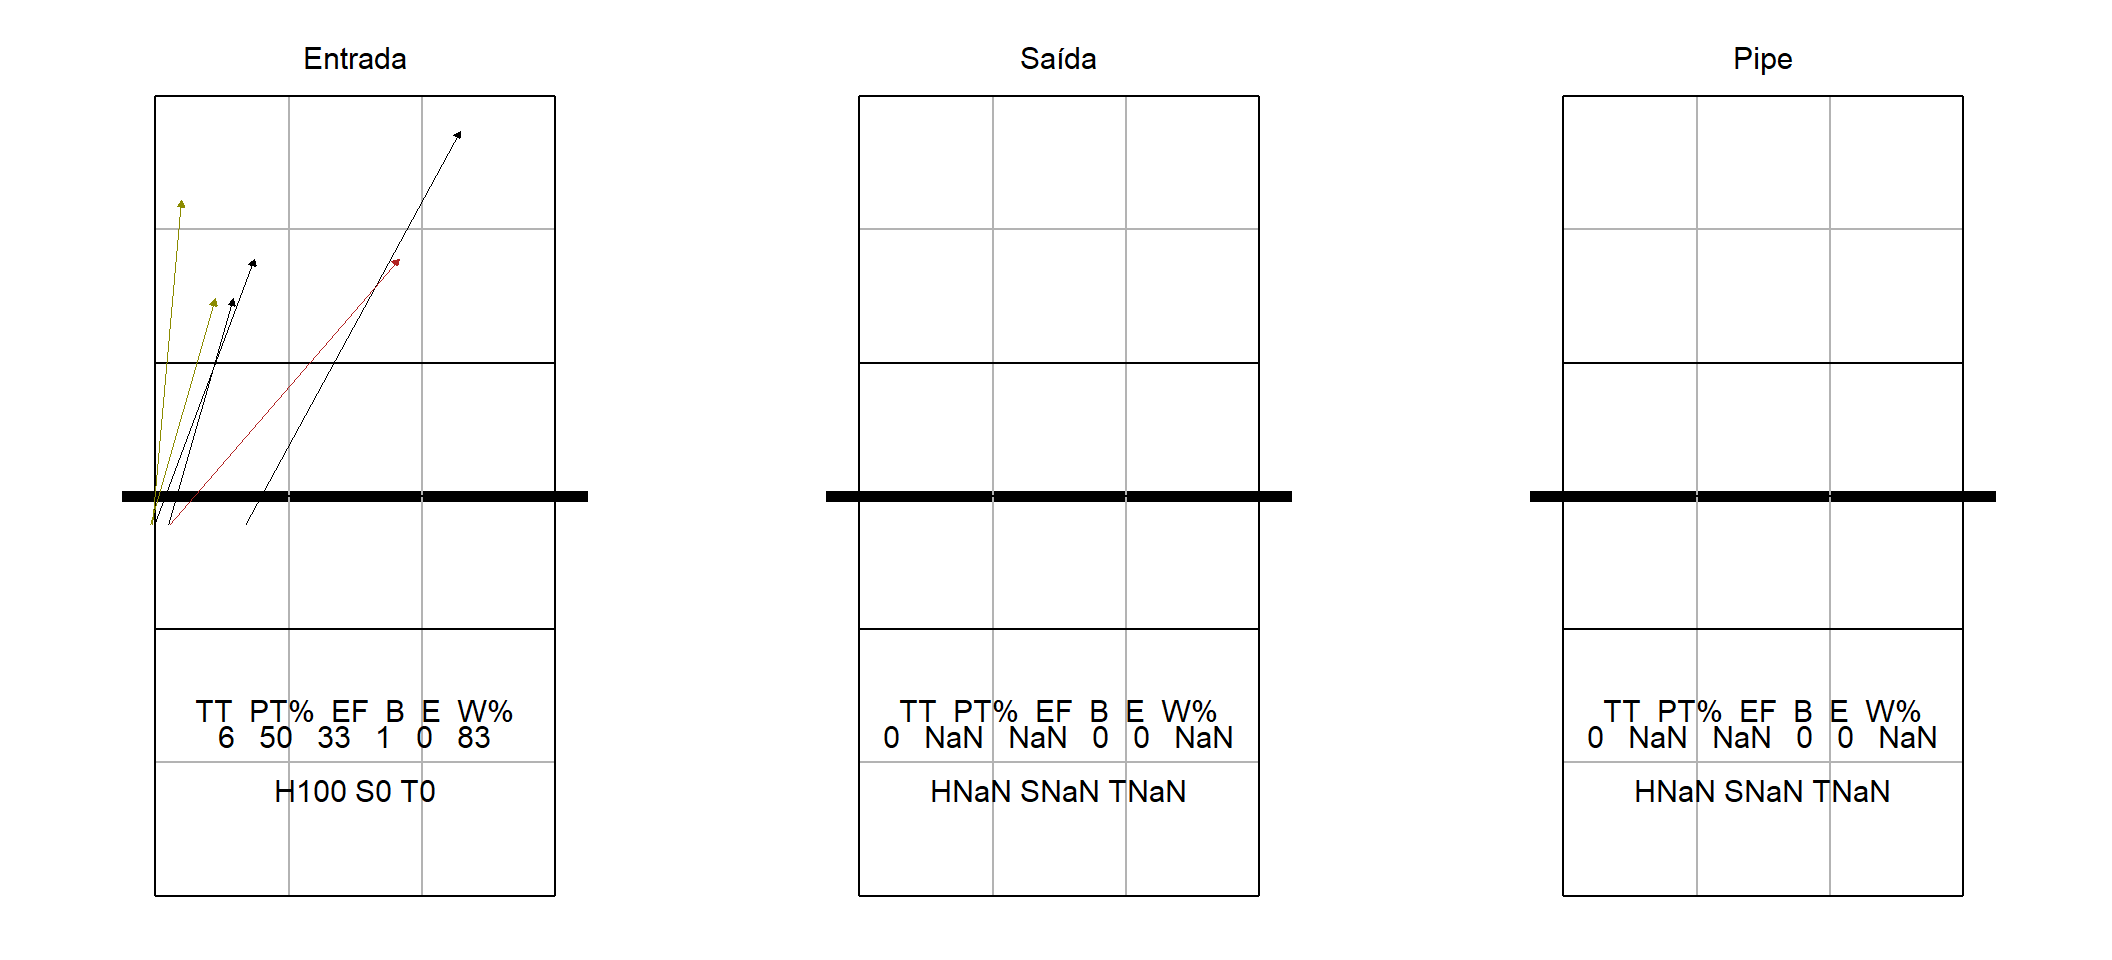 Entrada
TT PT% EF B E W%
6 50 33 1 0 83
H100 S0 T0
Saída
TT PT% EF B E W%
0 NaN NaN 0 0 NaN
HNaN SNaN TNaN
Pipe
TT PT% EF B E W%
0 NaN NaN 0 0 NaN
HNaN SNaN TNaN